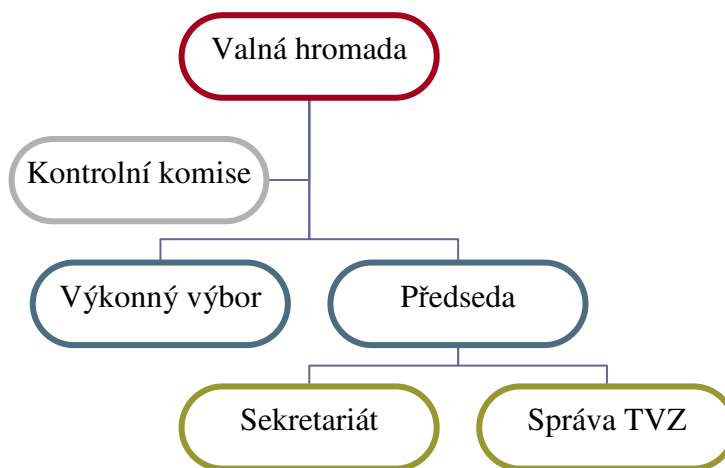 Valná hromada
Kontrolní komise
Výkonný výbor
Předseda
Sekretariát
Správa TVZ